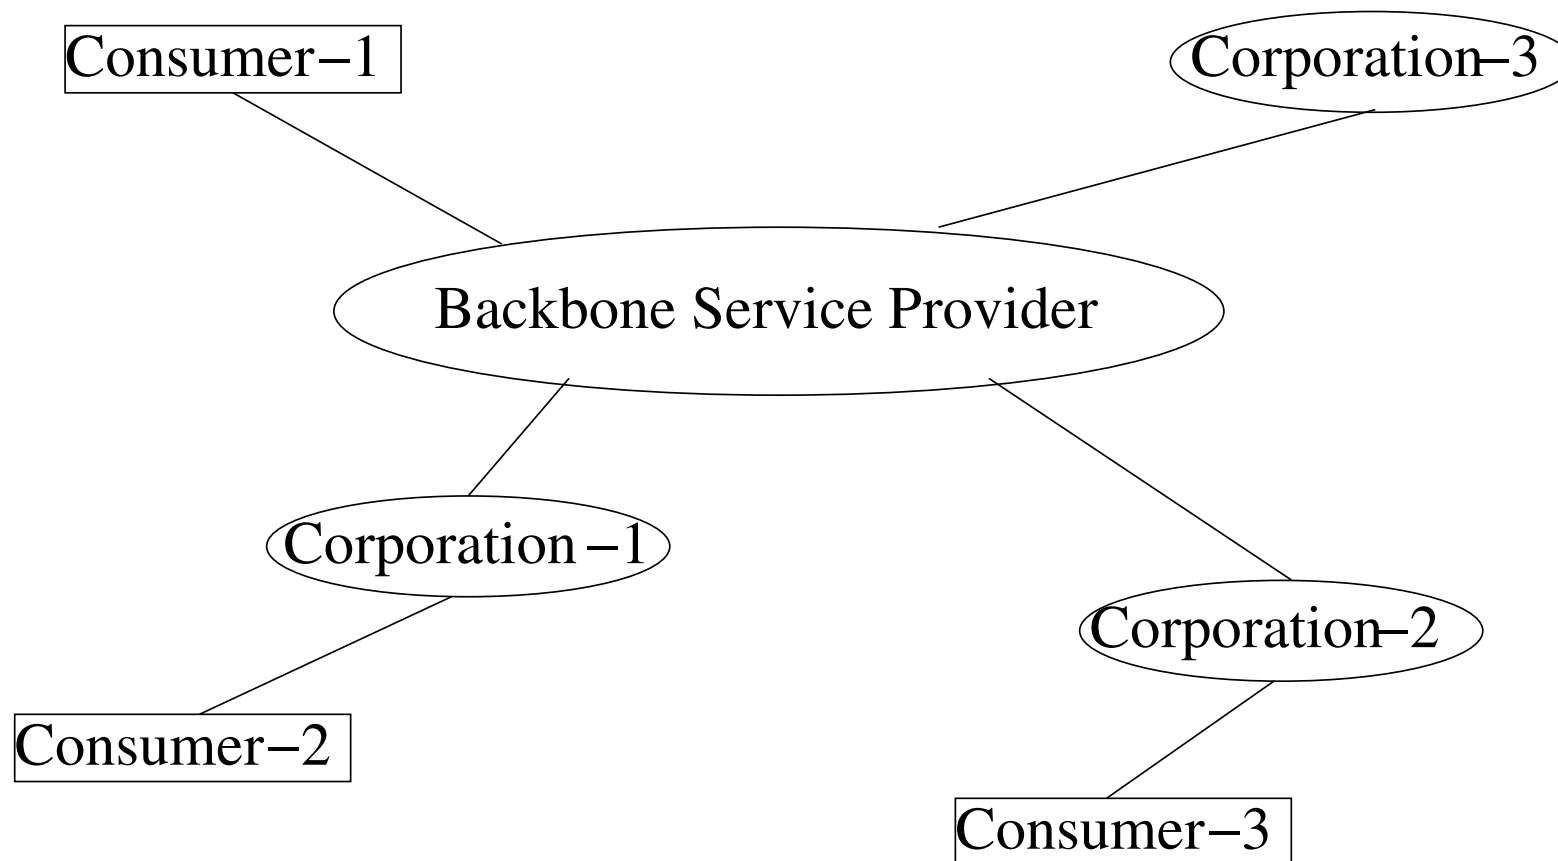 Consumer–1
Corporation–3
Backbone Service Provider
Corporation –1
Corporation–2
Consumer–2
Consumer–3